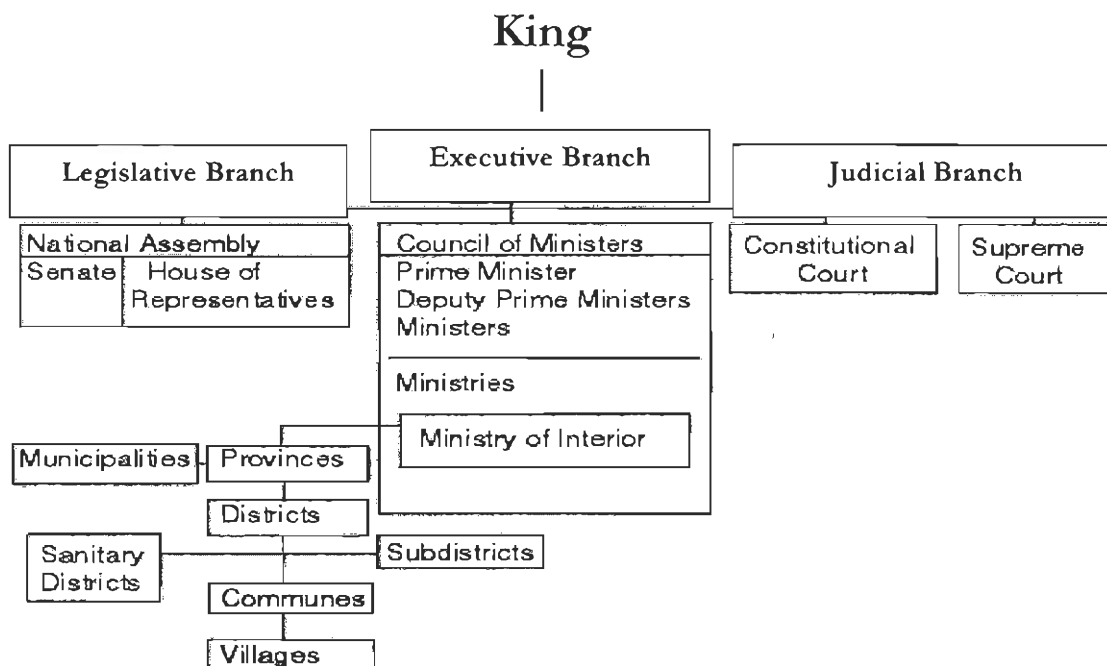 King
Legislative Branch
Executive Branch
Judicial Branch
National Assembly
Senate
House of
Representatives
Council of Ministers
Prime Minister
Deputy Prime Ministers
Ministers
Ministries
Ministry of Interior
Constitutional
Court
Supreme
Court
Municipalities
Provinces
Districts
Sanitary
Districts
Subdistricts
Communes
Villages